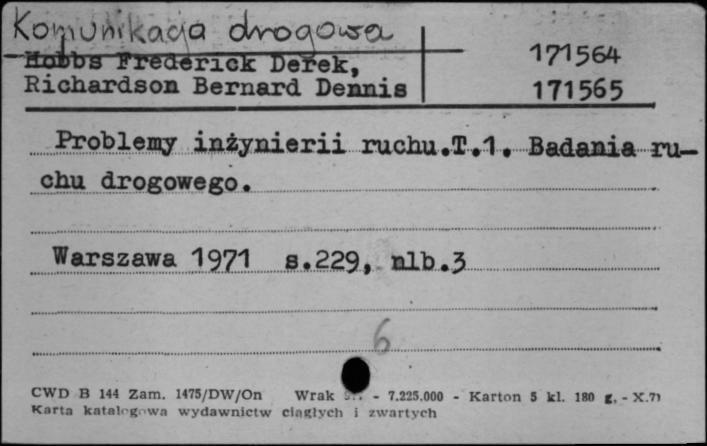 Komunikacja drogowa
Hobbs Frederick Derek,
171564
Richardson Bernard Dennis
171565
Problemy inżynierii ruchu.T.1. Badania ru-
chu drogowego.
Warszawa 1971 s.229, nlb.3
6
CWD B 144 Zam. 1475/DW/On Wrak - 7.225.000 - Karton 5 kl. 180 g. - X.71
Karta katalogowa wydawnictw ciągłych i zwartych